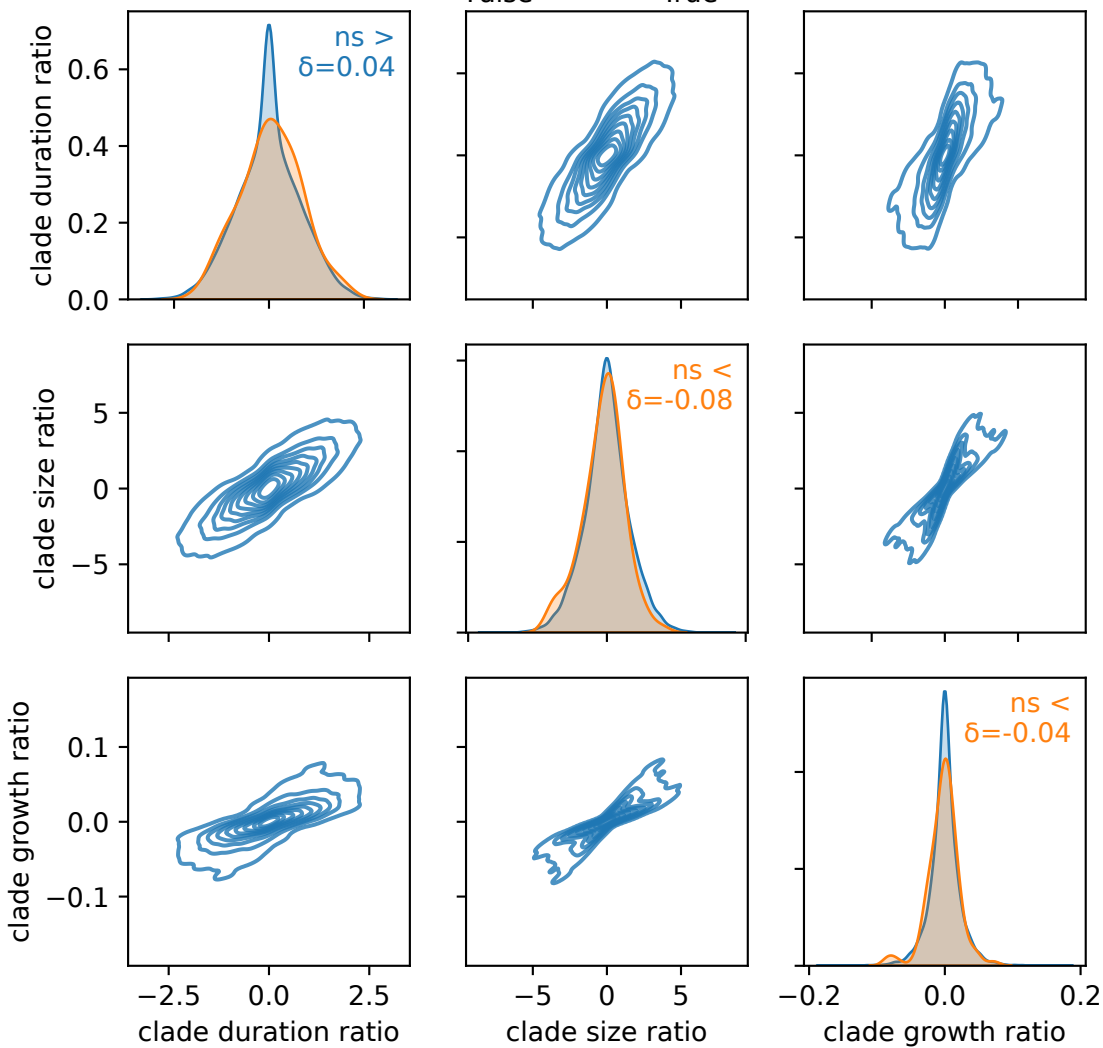 clade duration ratio
0.6
0.4
0.2
0.0
ns >
δ=0.04
clade size ratio
5
0
−5
ns <
δ=-0.08
clade growth ratio
0.1
0.0
−0.1
ns <
δ=-0.04
−2.5 0.0 2.5
clade duration ratio
−5 0 5
clade size ratio
−0.2 0.0 0.2
clade growth ratio